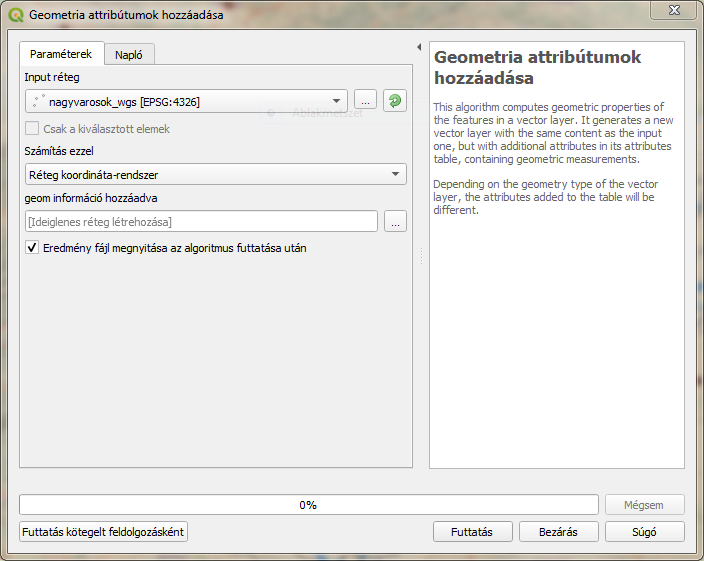 Geometria attribútumok hozzáadása
Paraméterek
Napló
Input réteg
nagyvarosok_wgs [EPSG:4326]
...
Ablakmetszet
Csak a kiválasztott elemek
Számítás ezzel
Réteg koordináta-rendszer
geom információ hozzáadva
[Ideiglenes réteg létrehozása]
...
Eredmény fájl megnyitása az algoritmus futtatása után
Geometria attribútumok
hozzáadása
This algorithm computes geometric properties of
the features in a vector layer. It generates a new
vector layer with the same content as the input
one, but with additional attributes in its attributes
table, containing geometric measurements.
Depending on the geometry type of the vector
layer, the attributes added to the table will be
different.
0%
Mégsem
Futtatás kötegelt feldolgozásként
Futtatás
Bezárás
Súgó